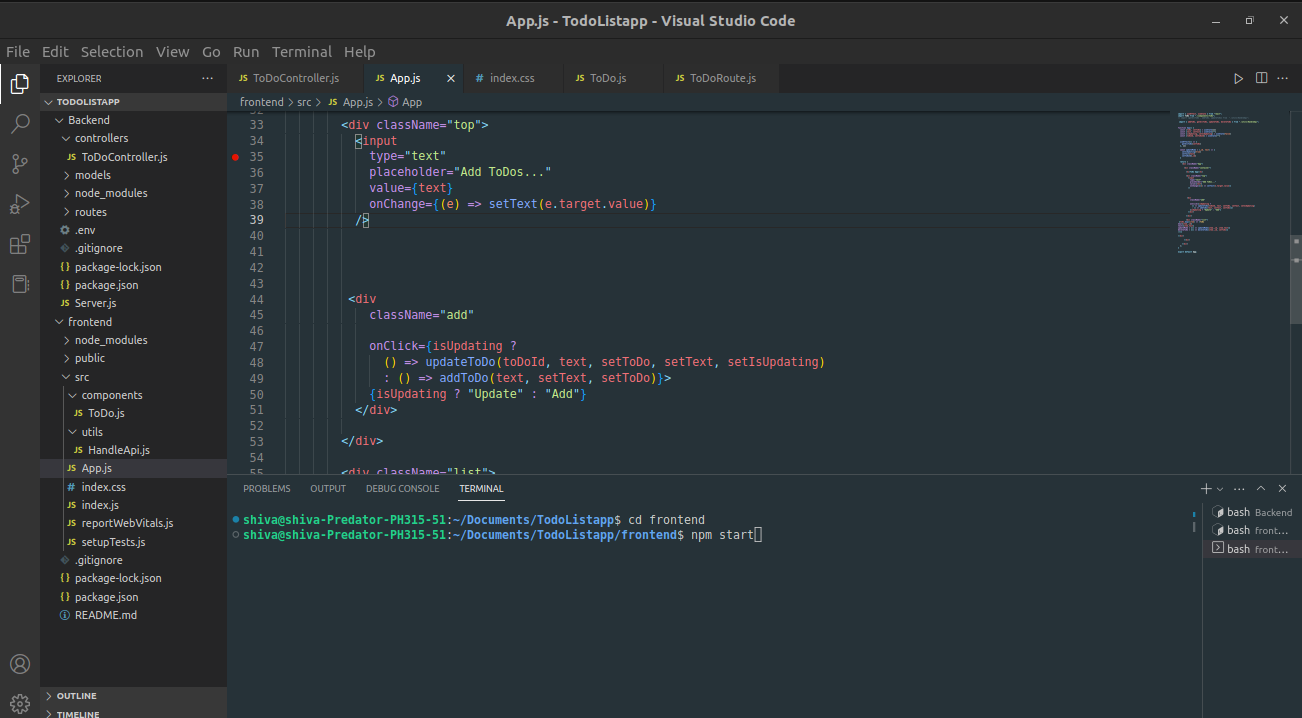 App.js - TodoListapp - Visual Studio Code
File Edit Selection View Go Run Terminal Help
EXPLORER
TODOLISTAPP
Backend
controllers
JS ToDoController.js
models
node_modules
routes
.env
.gitignore
{} package-lock.json
{} package.json
JS Server.js
frontend
node_modules
public
src
components
JS ToDo.js
utils
JS HandleApi.js
JS App.js
# index.css
JS index.js
JS reportWebVitals.js
JS setupTests.js
.gitignore
{} package-lock.json
{} package.json
README.md
OUTLINE
TIMELINE
JS ToDoController.js JS App.js # index.css JS ToDo.js JS ToDoRoute.js
frontend > src > JS App.js > App
32
33 <div className="top">
34 <input
35 type="text"
36 placeholder="Add ToDos..."
37 value={text}
38 onChange={(e) => setText(e.target.value)}
39 />
40
41
42
43
44 <div
45 className="add"
46
47 onClick={isUpdating ?
48 () => updateToDo(toDoId, text, setToDo, setText, setIsUpdating)
49 : () => addToDo(text, setText, setToDo)}>
50 {isUpdating ? "Update" : "Add"}
51 </div>
52
53 </div>
54
55 <div className="list">
PROBLEMS OUTPUT DEBUG CONSOLE TERMINAL
shiva@shiva-Predator-PH315-51:~/Documents/TodoListapp$ cd frontend
shiva@shiva-Predator-PH315-51:~/Documents/TodoListapp/frontend$ npm start
bash Backend
bash front...
bash front...